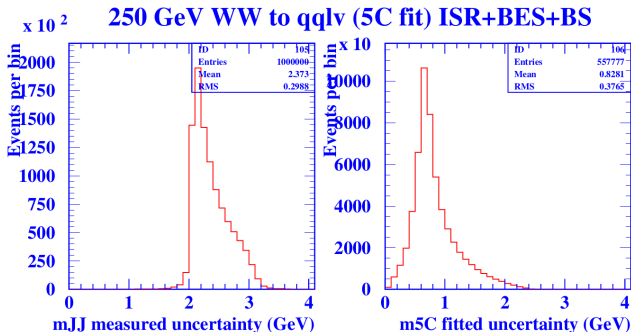 250 GeV WW to qqlv (5C fit) ISR+BES+BS
x 10 2
ID 105
Entries 1000000
Mean 2.373
RMS 0.2988
Events per bin
2000
1750
1500
1250
1000
750
500
250
0
0 1 2 3 4
mJJ measured uncertainty (GeV)
x 10
ID 106
Entries 557777
Mean 0.8281
RMS 0.3765
Events per bin
10000
8000
6000
4000
2000
0
0 1 2 3 4
m5C fitted uncertainty (GeV)